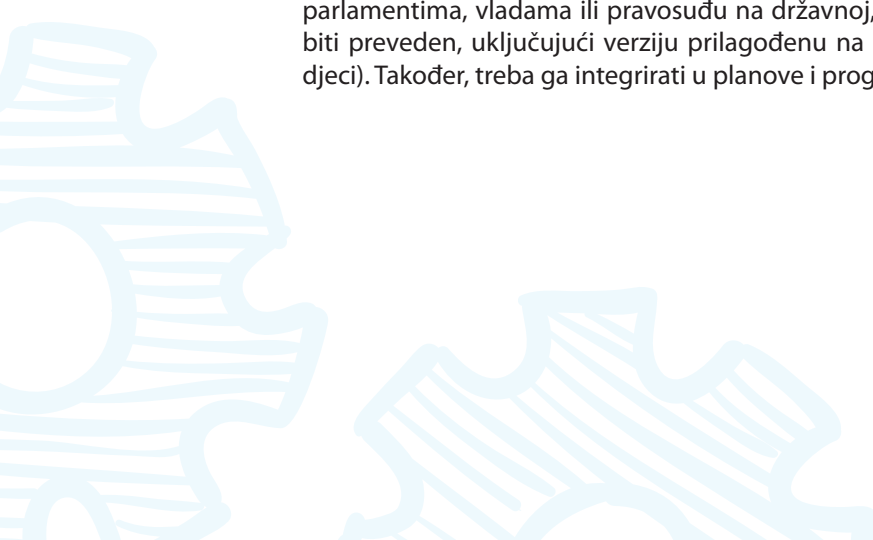 parlamentima, vladama ili pravosuđu na državnoj,
biti preveden, uključujući verziju prilagođenu na
djeci). Također, treba ga integrirati u planove i prog